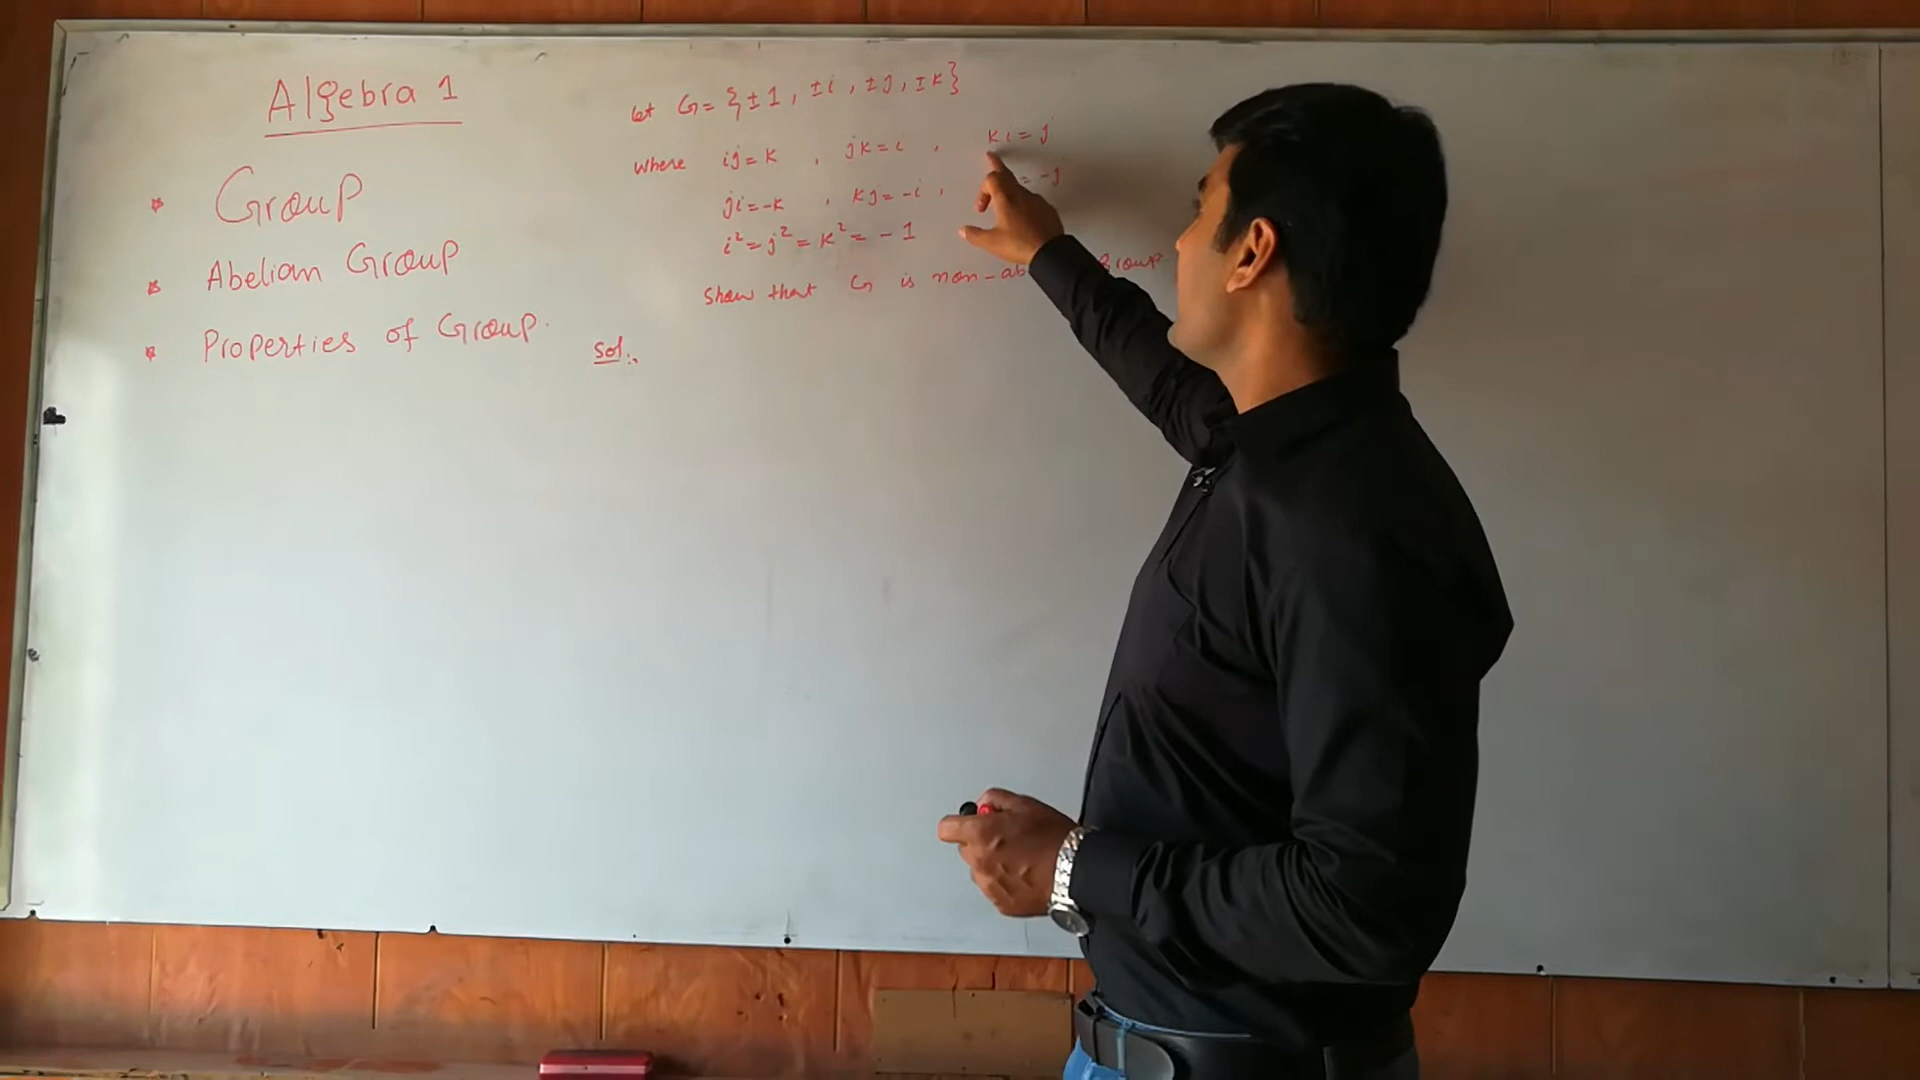 Algebra 1
* Group
* Abelian Group
* Properties of Group.
let G = {±1, ±i, ±j, ±k}
where ij = k , jk = i , ki = j
ji = -k , kj = -i , = -j
i² = j² = k² = - 1
Show that G is non-ab Group
Sol: